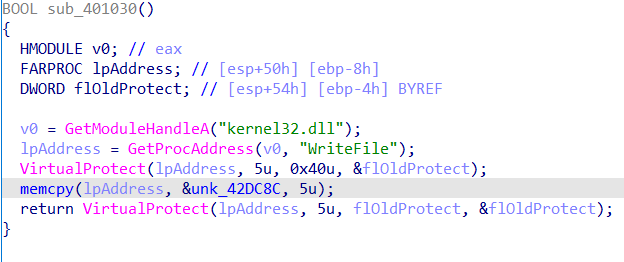 BOOL sub_401030()
{
  HMODULE v0; // eax
  FARPROC lpAddress; // [esp+50h] [ebp-8h]
  DWORD flOldProtect; // [esp+54h] [ebp-4h] BYREF

  v0 = GetModuleHandleA("kernel32.dll");
  lpAddress = GetProcAddress(v0, "WriteFile");
  VirtualProtect(lpAddress, 5u, 0x40u, &flOldProtect);
  memcpy(lpAddress, &unk_42DC8C, 5u);
  return VirtualProtect(lpAddress, 5u, flOldProtect, &flOldProtect);
}